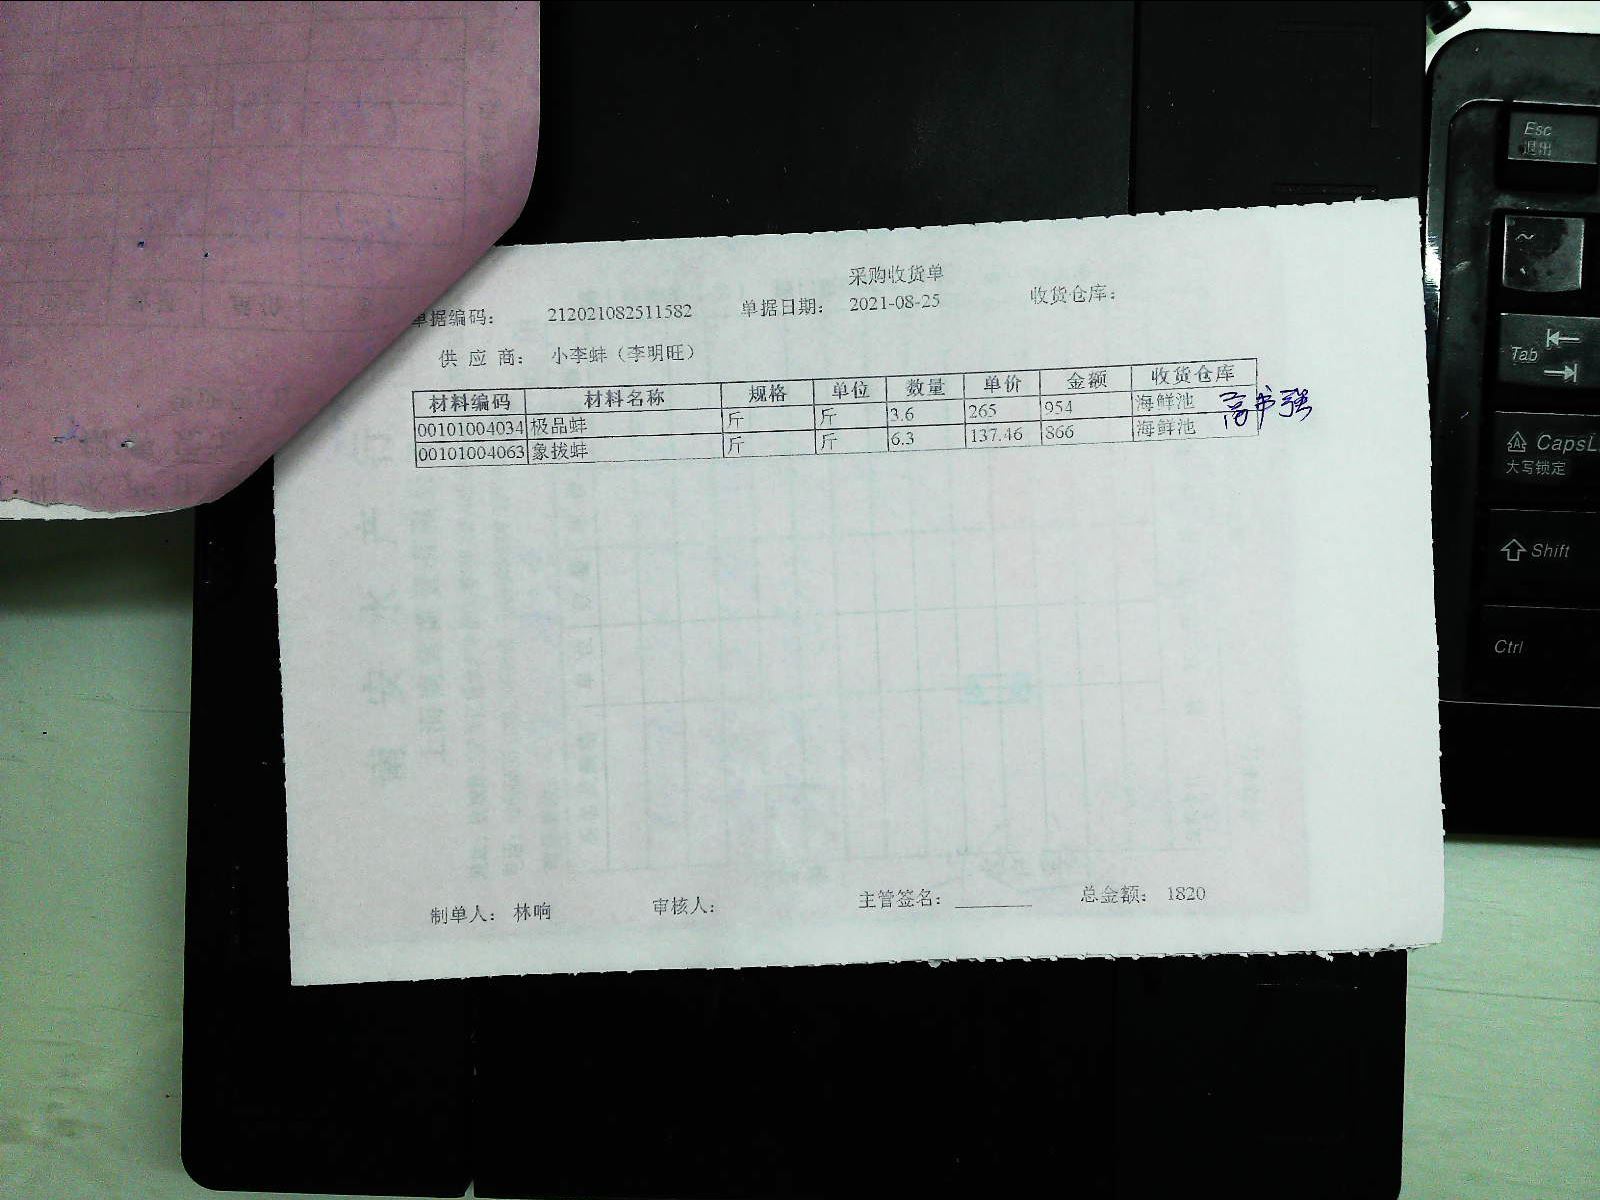 采购收货单
单据编码： 212021082511582 单据日期： 2021-08-25 收货仓库：
供 应 商： 小李蚌（李明旺）
材料编码 材料名称 规格 单位 数量 单价 金额 收货仓库
00101004034 极品蚌 斤 斤 3.6 265 954 海鲜池
00101004063 象拔蚌 斤 斤 6.3 137.46 866 海鲜池
制单人： 林响 审核人： 主管签名： 总金额： 1820
Esc
退出
~
Tab
CapsL
大写锁定
Shift
Ctrl